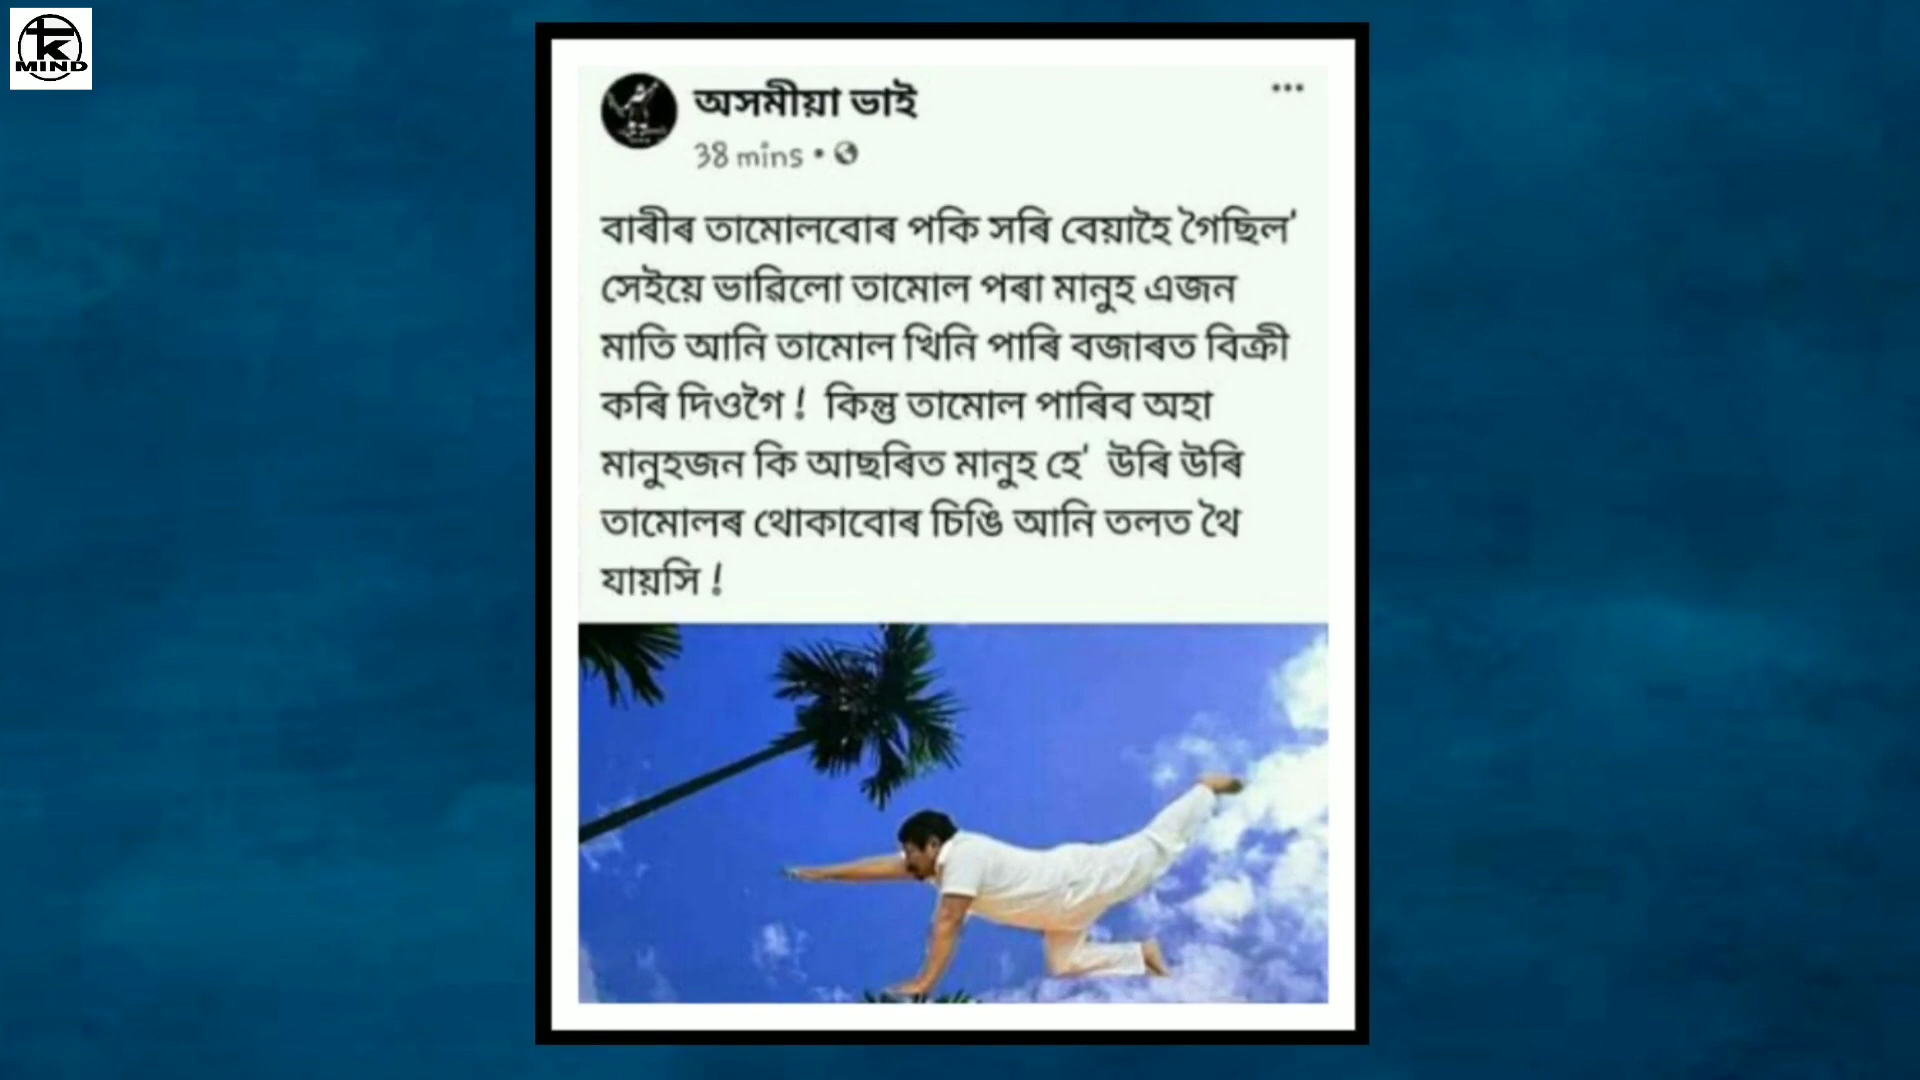 K
MIND
অসমীয়া ভাই
38 mins •
বাৰীৰ তামোলবোৰ পকি সৰি বেয়াহৈ গৈছিল'
সেইয়ে ভাৱিলো তামোল পৰা মানুহ এজন
মাতি আনি তামোল খিনি পাৰি বজাৰত বিক্ৰী
কৰি দিওগৈ ! কিন্তু তামোল পাৰিব অহা
মানুহজন কি আছৰিত মানুহ হে' উৰি উৰি
তামোলৰ থোকাবোৰ চিঙি আনি তলত থৈ
যায়সি !